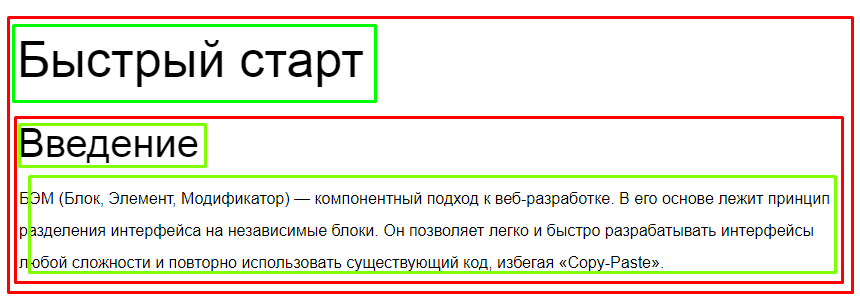 Быстрый старт
Введение
БЭМ (Блок, Элемент, Модификатор) — компонентный подход к веб-разработке. В его основе лежит принцип
разделения интерфейса на независимые блоки. Он позволяет легко и быстро разрабатывать интерфейсы
любой сложности и повторно использовать существующий код, избегая «Copy-Paste».